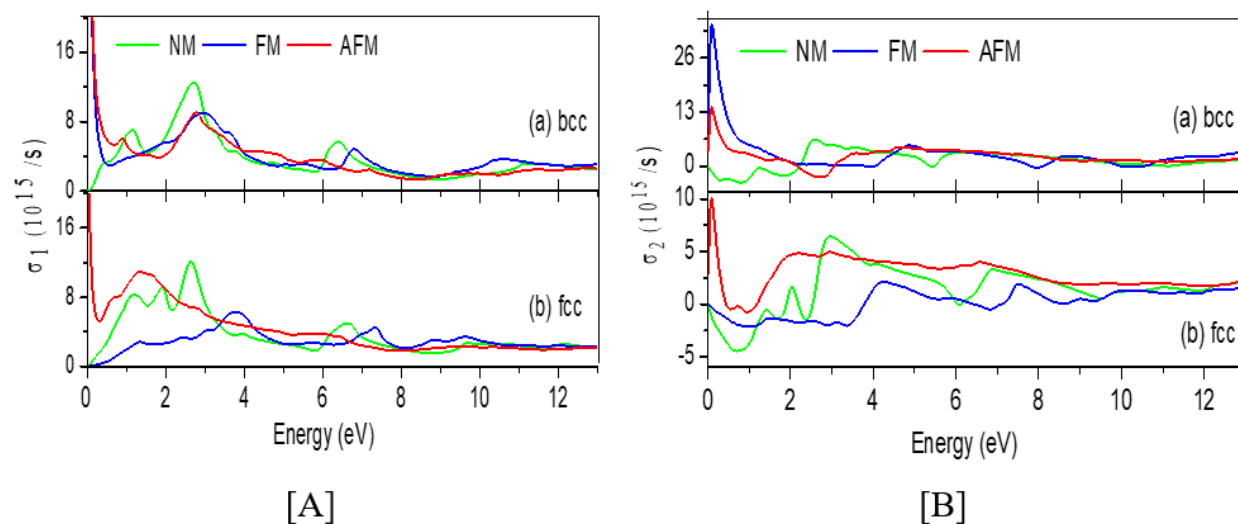 20
NM FM AFM
16
(a) bcc
8
0
σ1 (10 15 /s)
20
16
8
(b) fcc
0
0 2 4 6 8 10 12
Energy (eV)
[A]
26
NM FM AFM
13
(a) bcc
0
σ2 (10 15 /s)
10
5
0
(b) fcc
-5
0 2 4 6 8 10 12
Energy (eV)
[B]